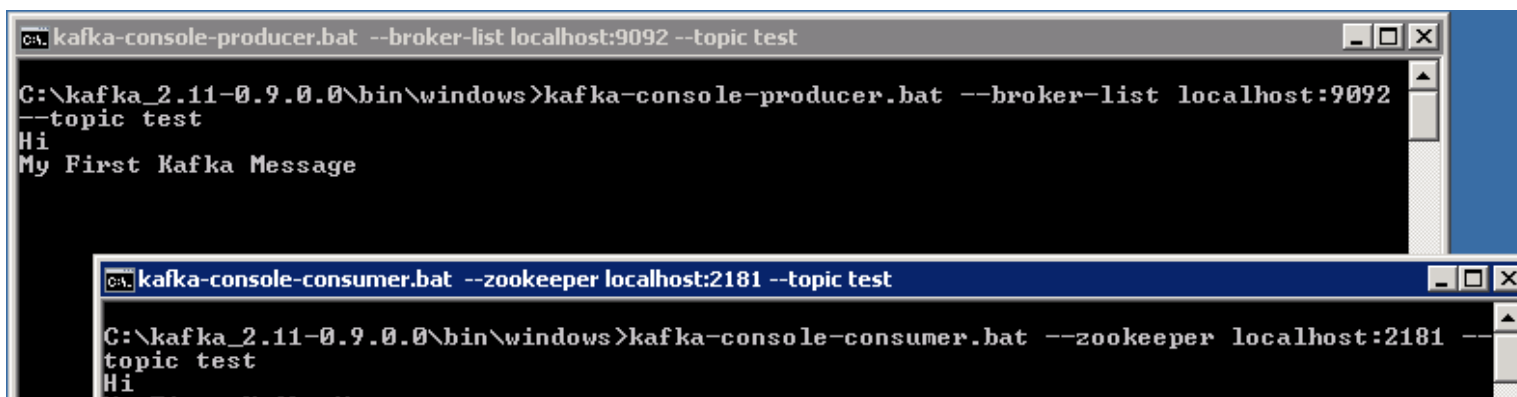 kafka-console-producer.bat --broker-list localhost:9092 --topic test
C:\kafka_2.11-0.9.0.0\bin\windows>kafka-console-producer.bat --broker-list localhost:9092
--topic test
Hi
My First Kafka Message
kafka-console-consumer.bat --zookeeper localhost:2181 --topic test
C:\kafka_2.11-0.9.0.0\bin\windows>kafka-console-consumer.bat --zookeeper localhost:2181 --
topic test
Hi